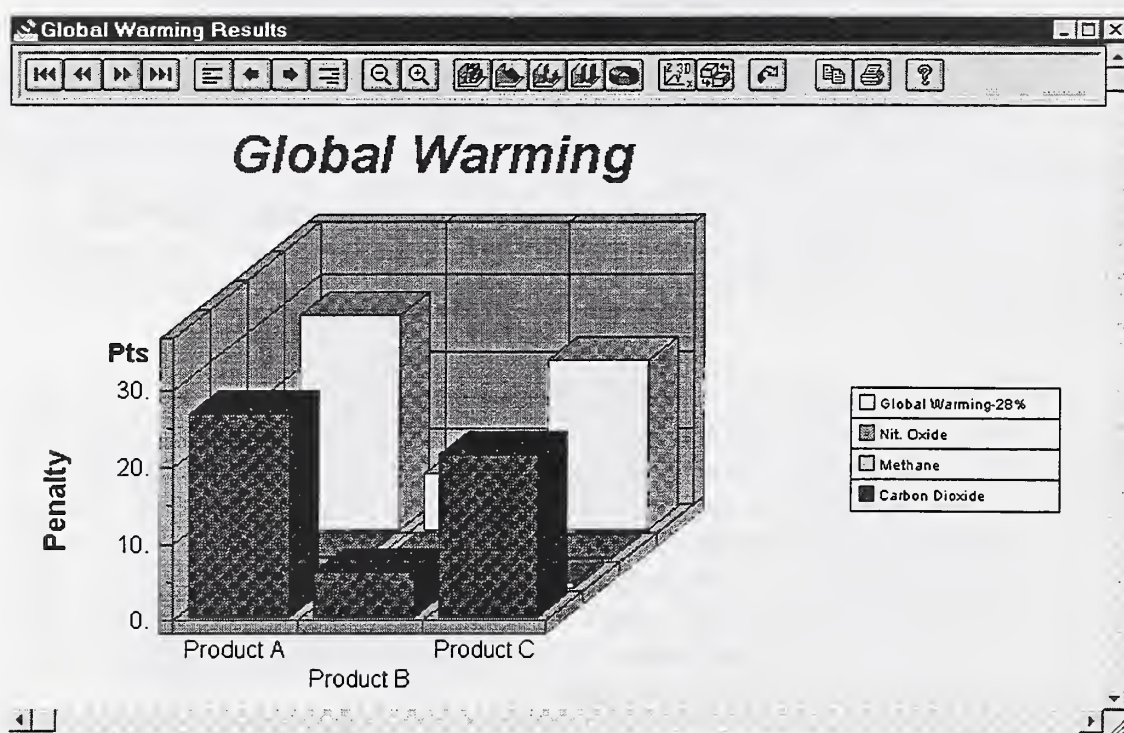 Global Warming Results
Global Warming
Pts
30.
20.
10.
0.
Penalty
Product A
Product B
Product C
Global Warming-28%
Nit. Oxide
Methane
Carbon Dioxide